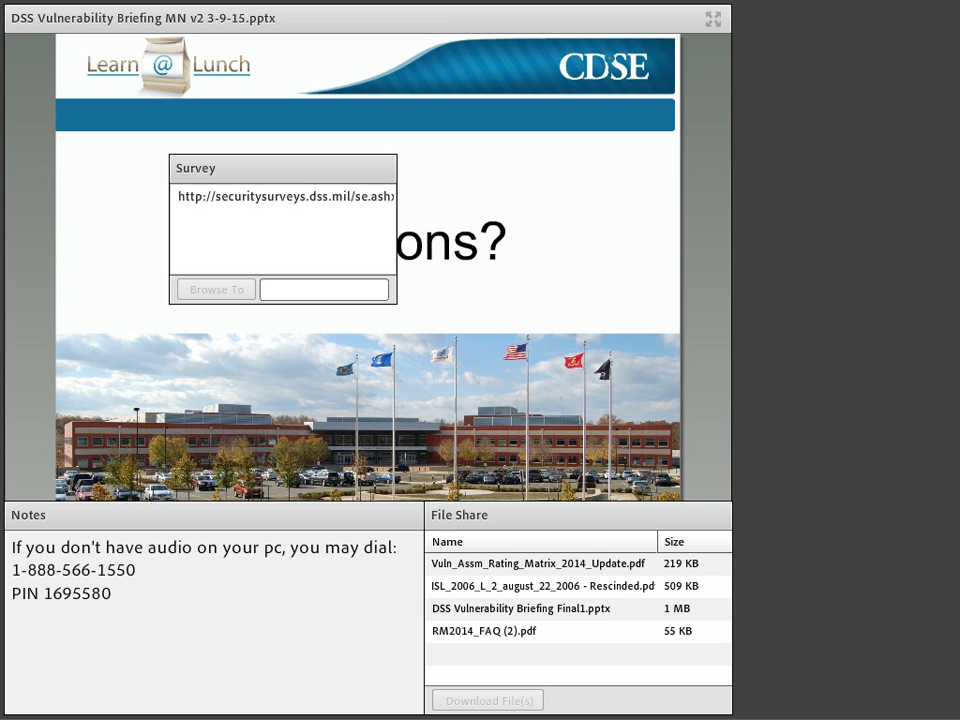 DSS Vulnerability Briefing MN v2 3-9-15.pptx
Learn @ Lunch
CDSE
Survey
http://securitysurveys.dss.mil/se.ash
ons?
Browse To
Notes
If you don't have audio on your pc, you may dial:
1-888-566-1550
PIN 1695580
File Share
Name Size
Vuln_Assm_Rating_Matrix_2014_Update.pdf 219 KB
ISL_2006_L_2_august_22_2006 - Rescinded.pd 509 KB
DSS Vulnerability Briefing Final1.pptx 1 MB
RM2014_FAQ (2).pdf 55 KB
Download File(s)